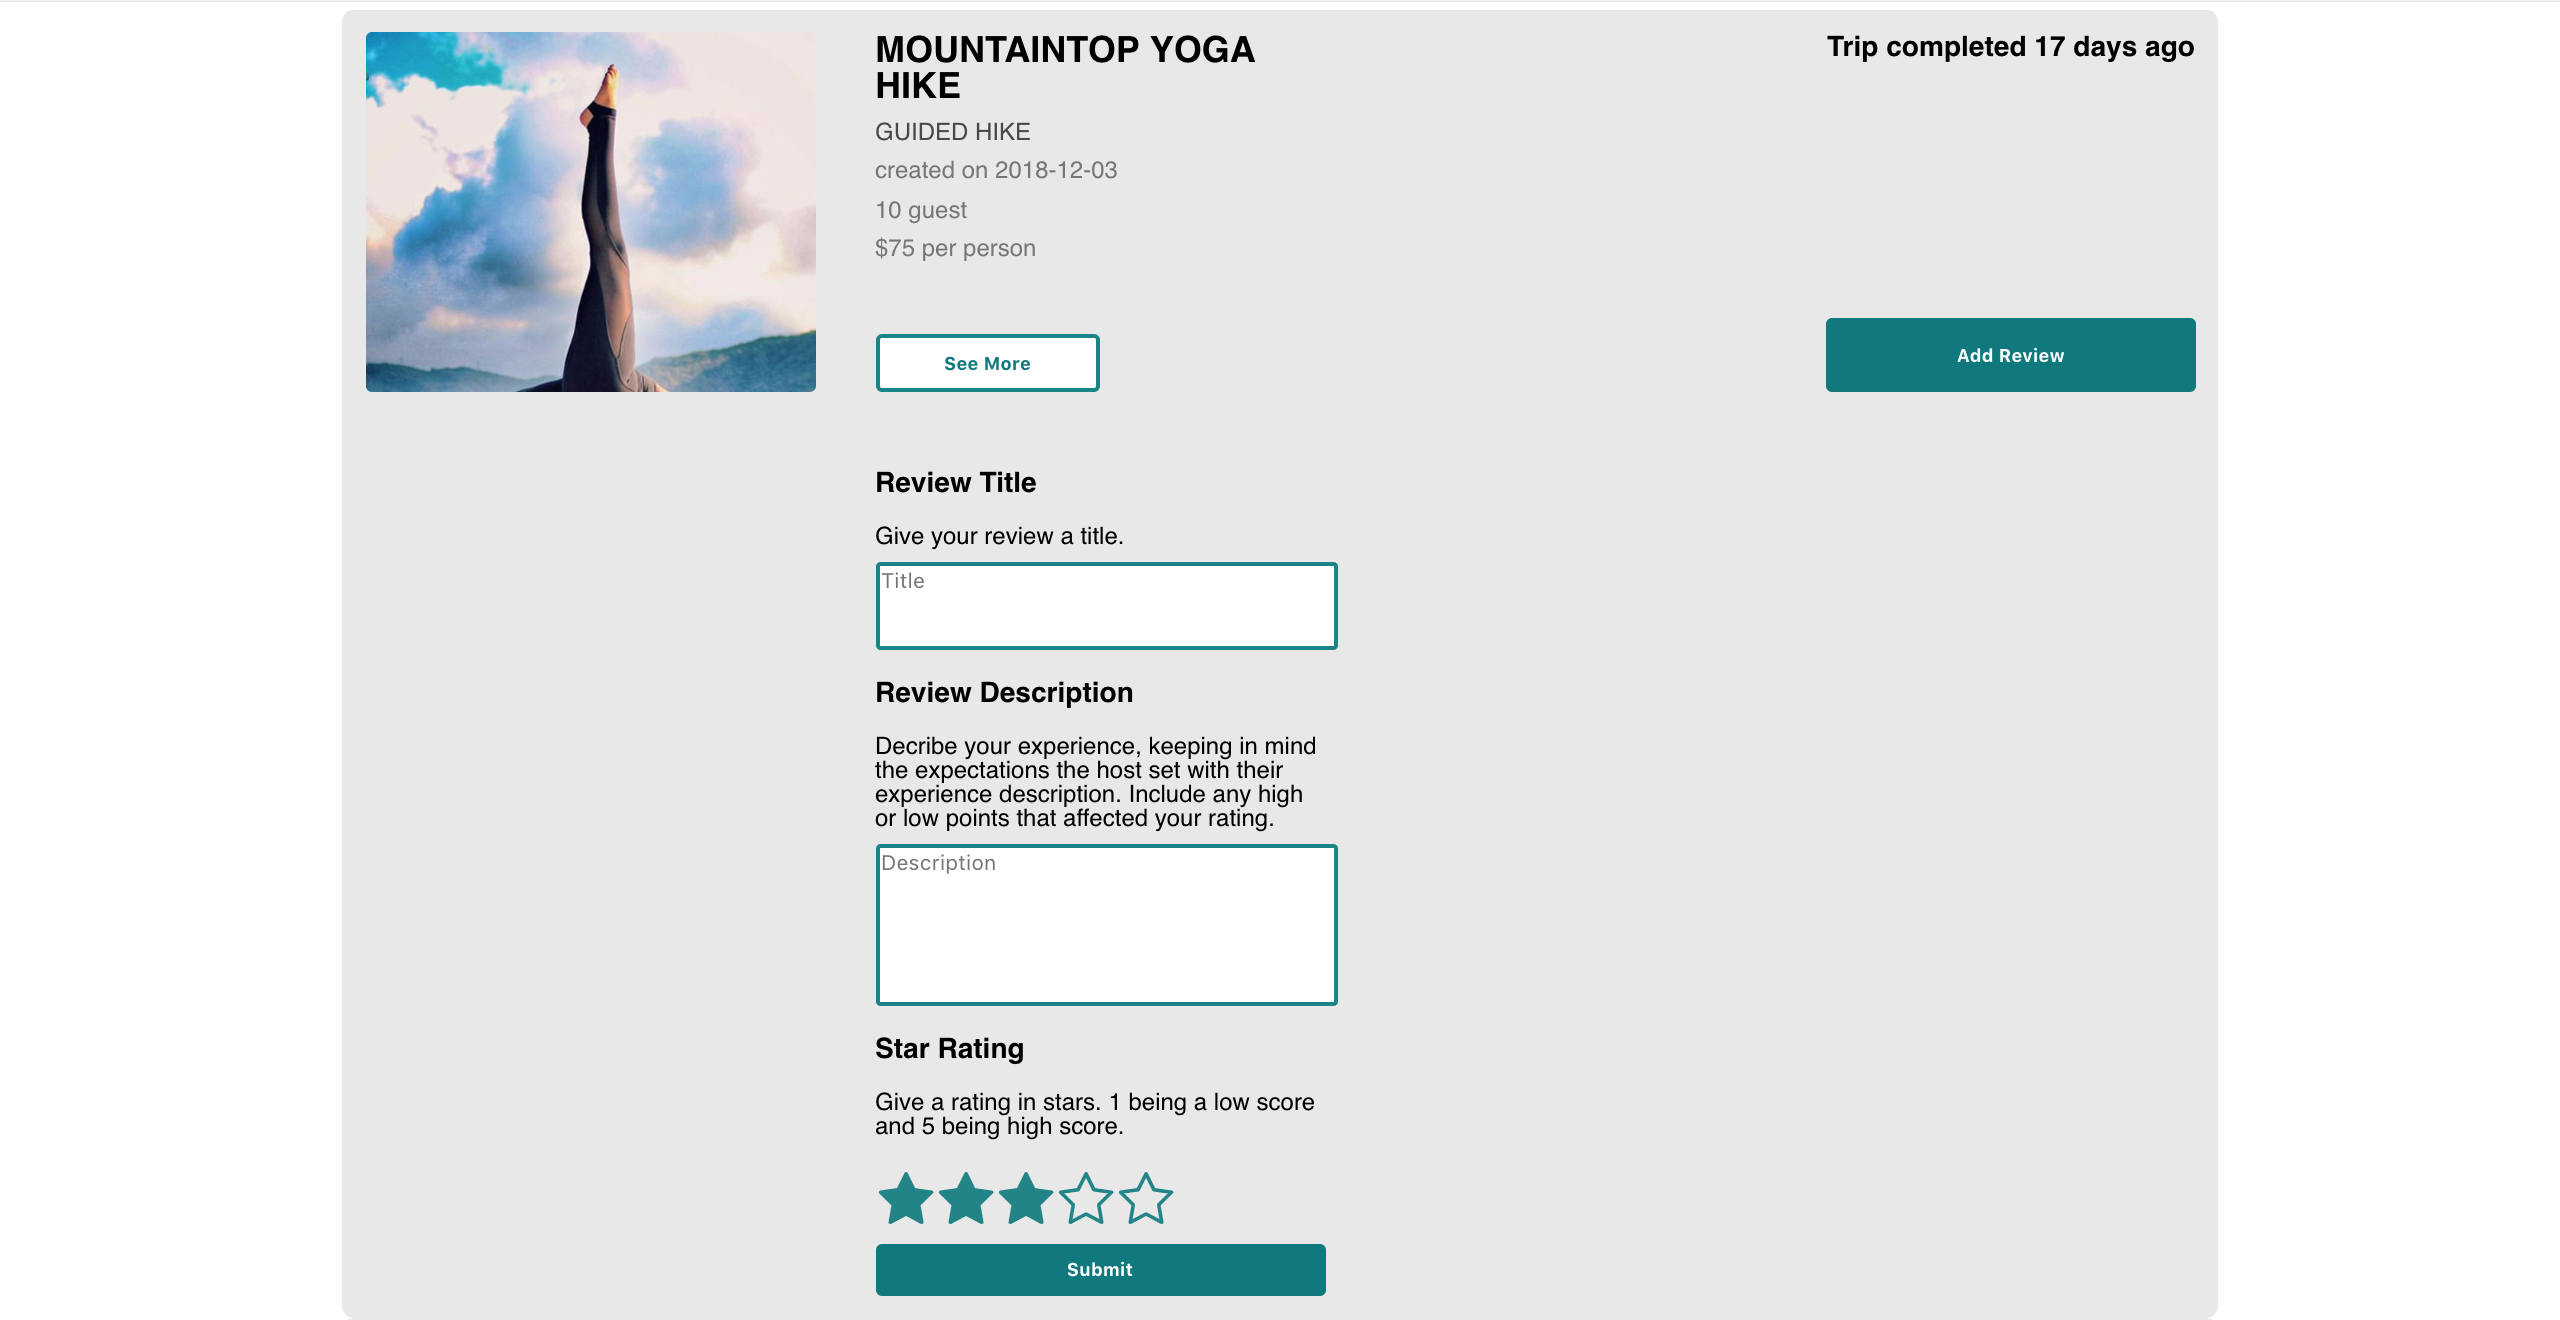 MOUNTAINTOP YOGA
HIKE
GUIDED HIKE
created on 2018-12-03
10 guest
$75 per person
See More
Trip completed 17 days ago
Add Review
Review Title
Give your review a title.
Title
Review Description
Decribe your experience, keeping in mind
the expectations the host set with their
experience description. Include any high
or low points that affected your rating.
Description
Star Rating
Give a rating in stars. 1 being a low score
and 5 being high score.
Submit